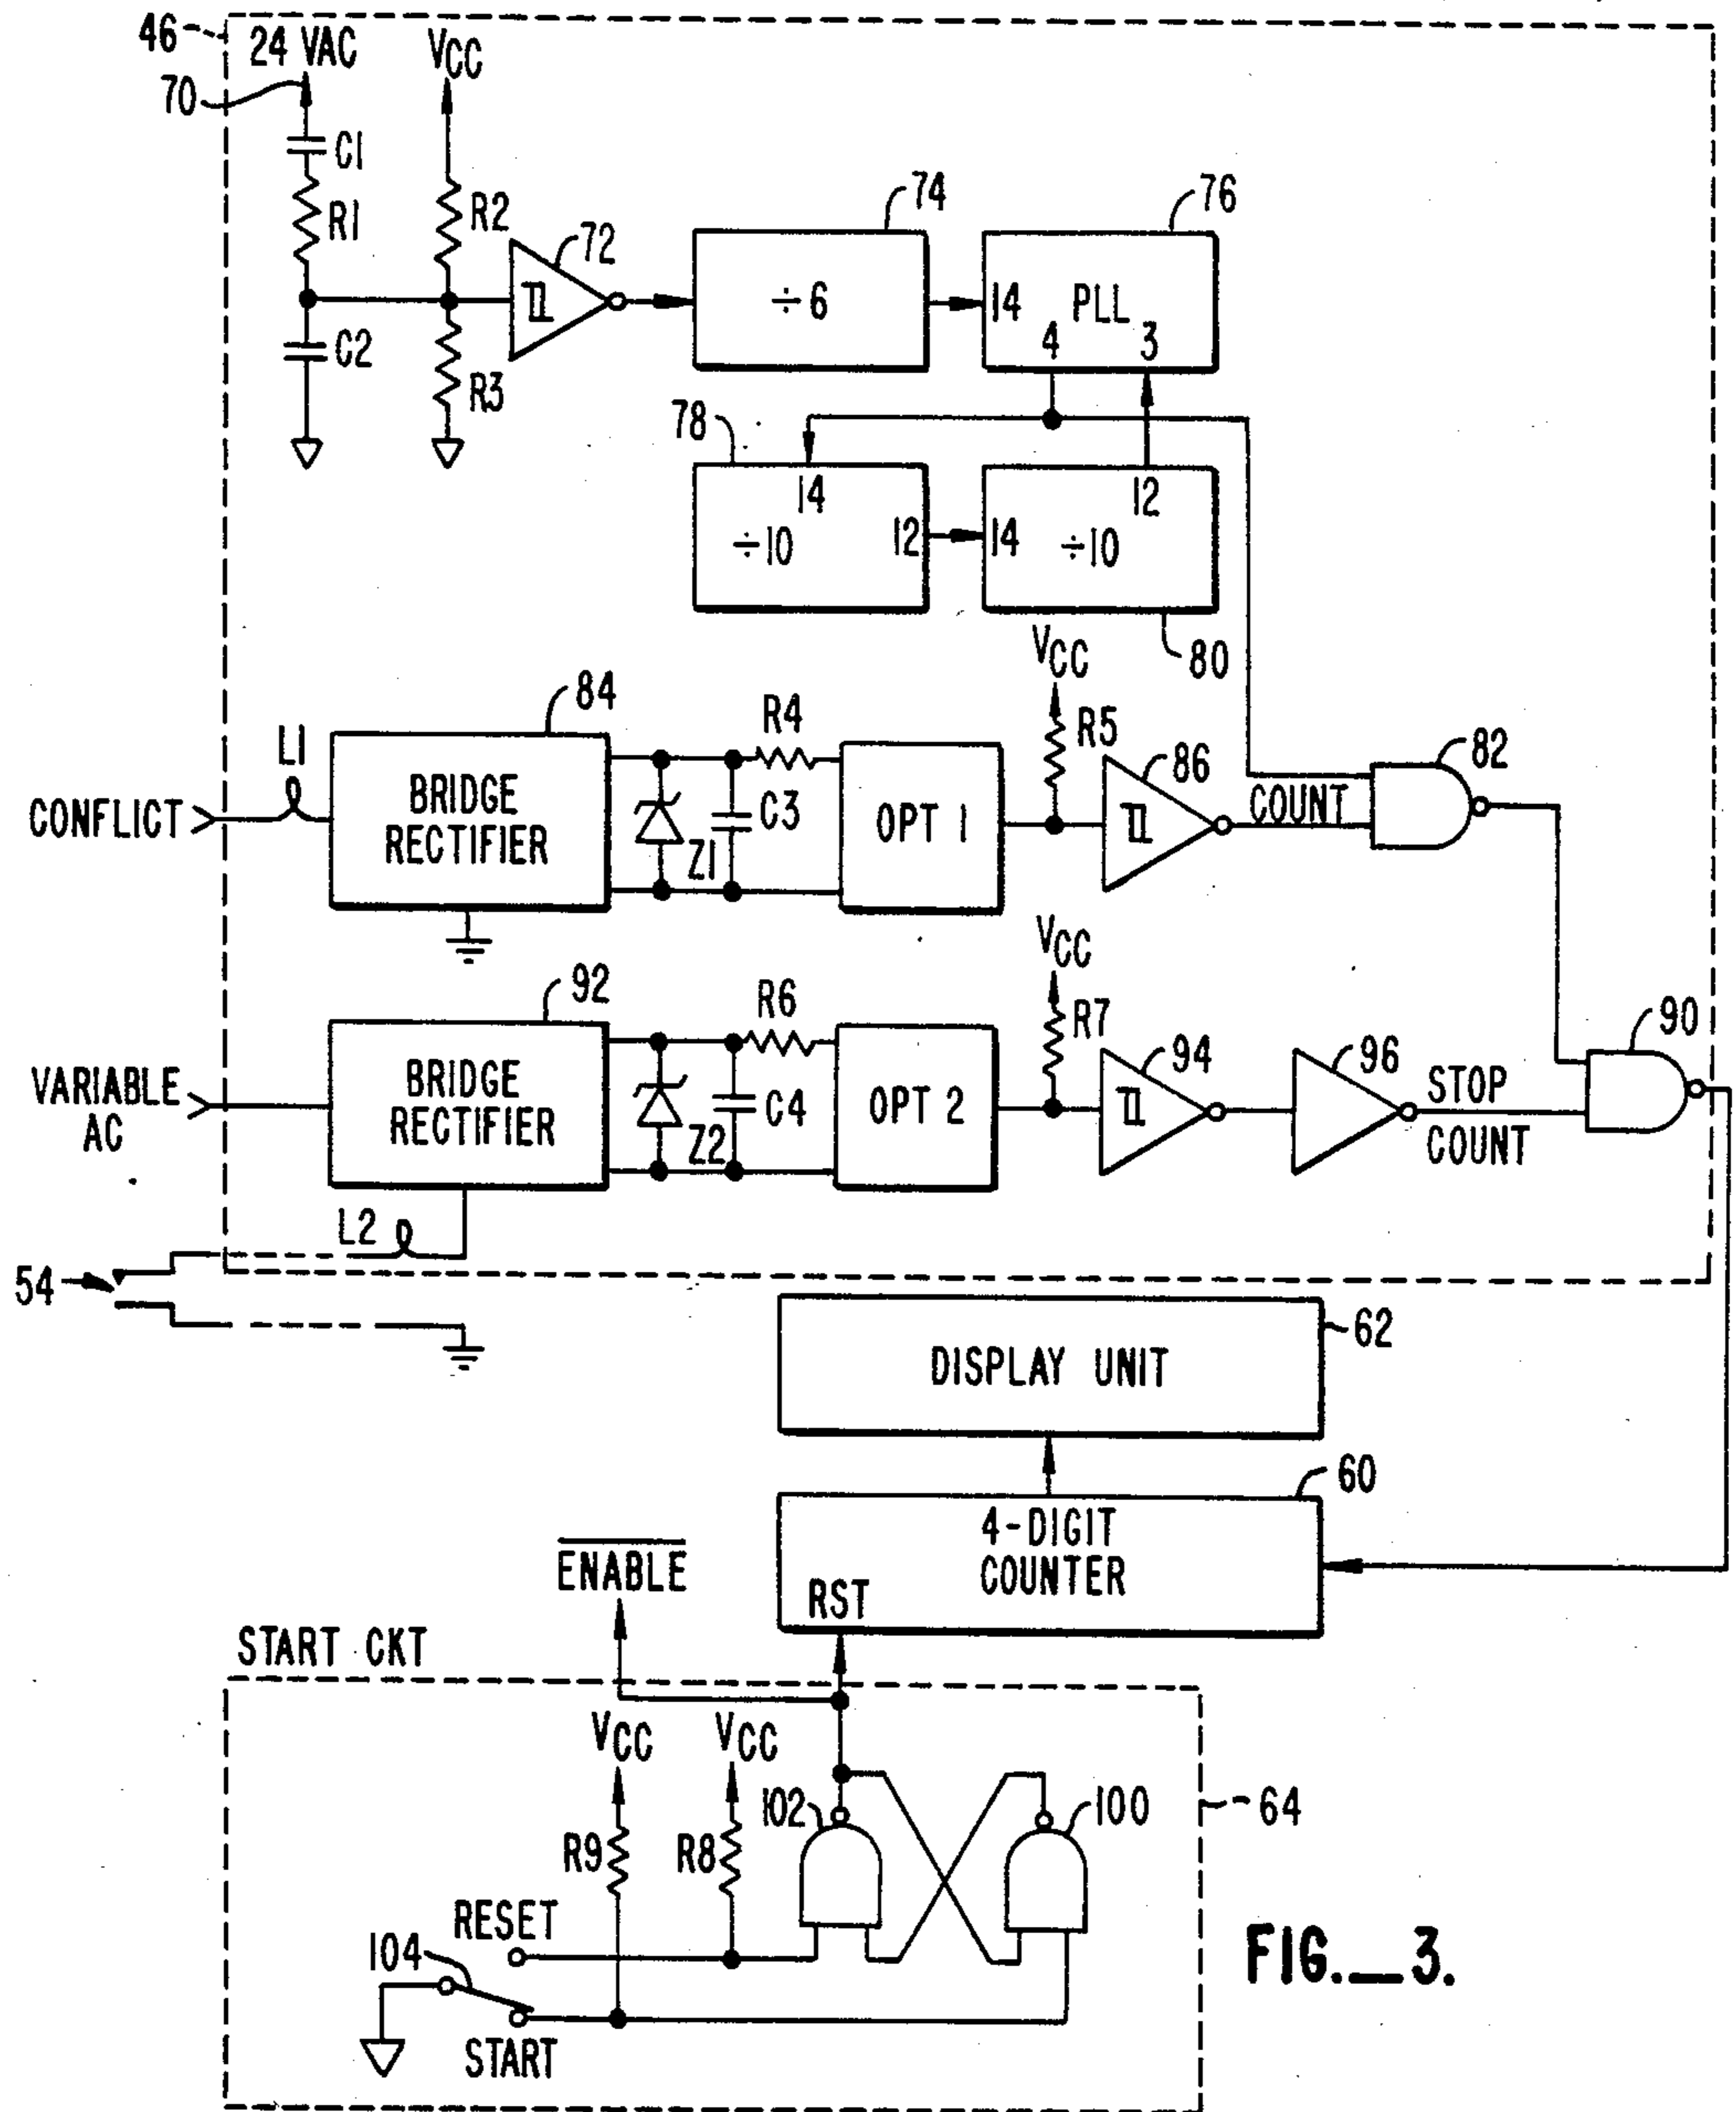 46
24 VAC
VCC
70
C1
R1
R2
72
74
76
÷6
14 PLL
4 3
C2
R3
78
14
÷10 12
12
14 ÷10
80
VCC
84
R4
R5
86
82
L1
CONFLICT
BRIDGE
RECTIFIER
Z1
C3
OPT 1
COUNT
VCC
92
R6
R7
94
96
90
VARIABLE
AC
BRIDGE
RECTIFIER
Z2
C4
OPT 2
STOP
COUNT
L2
54
62
DISPLAY UNIT
60
4-DIGIT
COUNTER
RST
ENABLE
START CKT
VCC
VCC
102
100
64
R9
R8
RESET
104
START
FIG.__3.